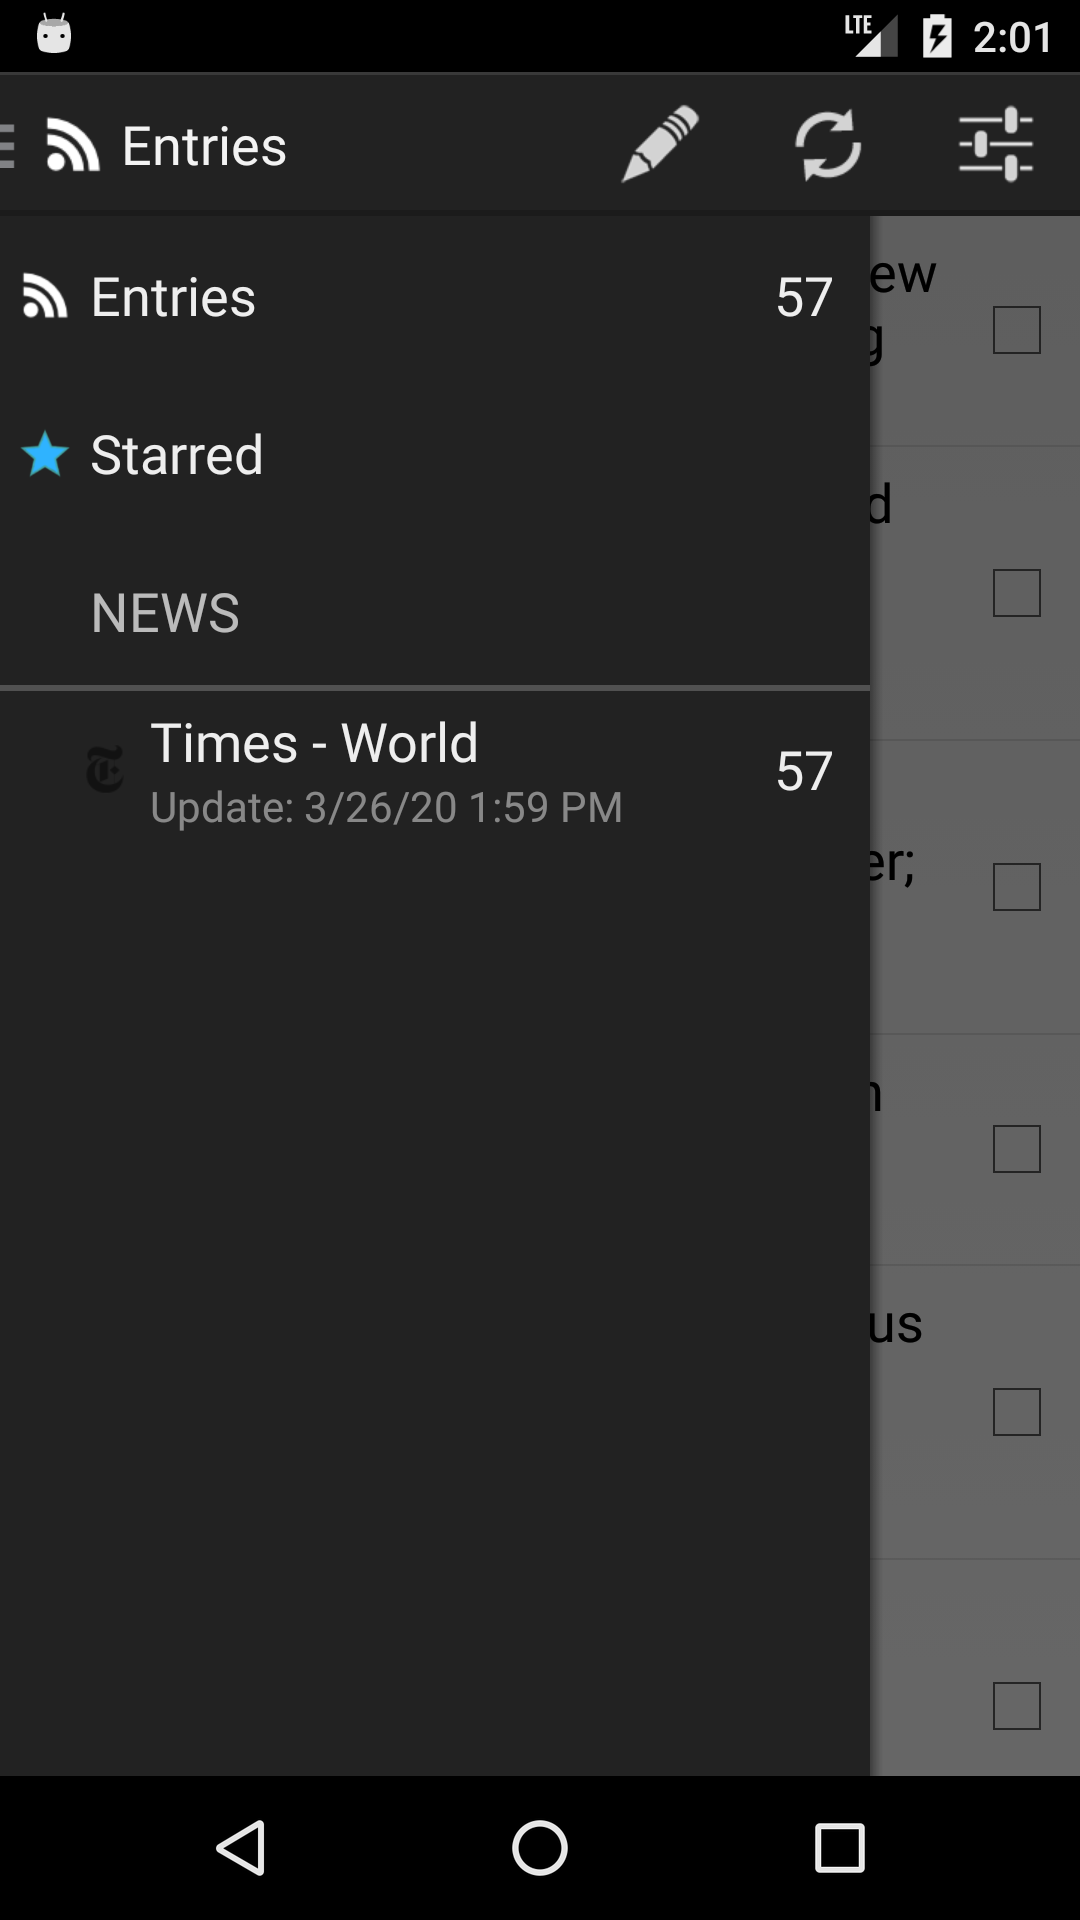 LTE 2:01
Entries
Entries 57
ew
g
Starred
d
NEWS
Times - World 57
Update: 3/26/20 1:59 PM
er;
n
us